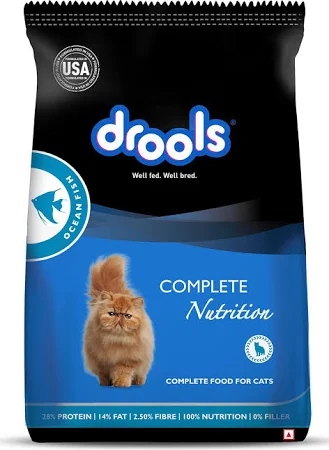 USA
drools®
Well fed. Well bred.
OCEAN FISH
COMPLETE
Nutrition
COMPLETE FOOD FOR CATS
28% PROTEIN | 14% FAT | 2.50% FIBRE | 100% NUTRITION | 0% FILLER